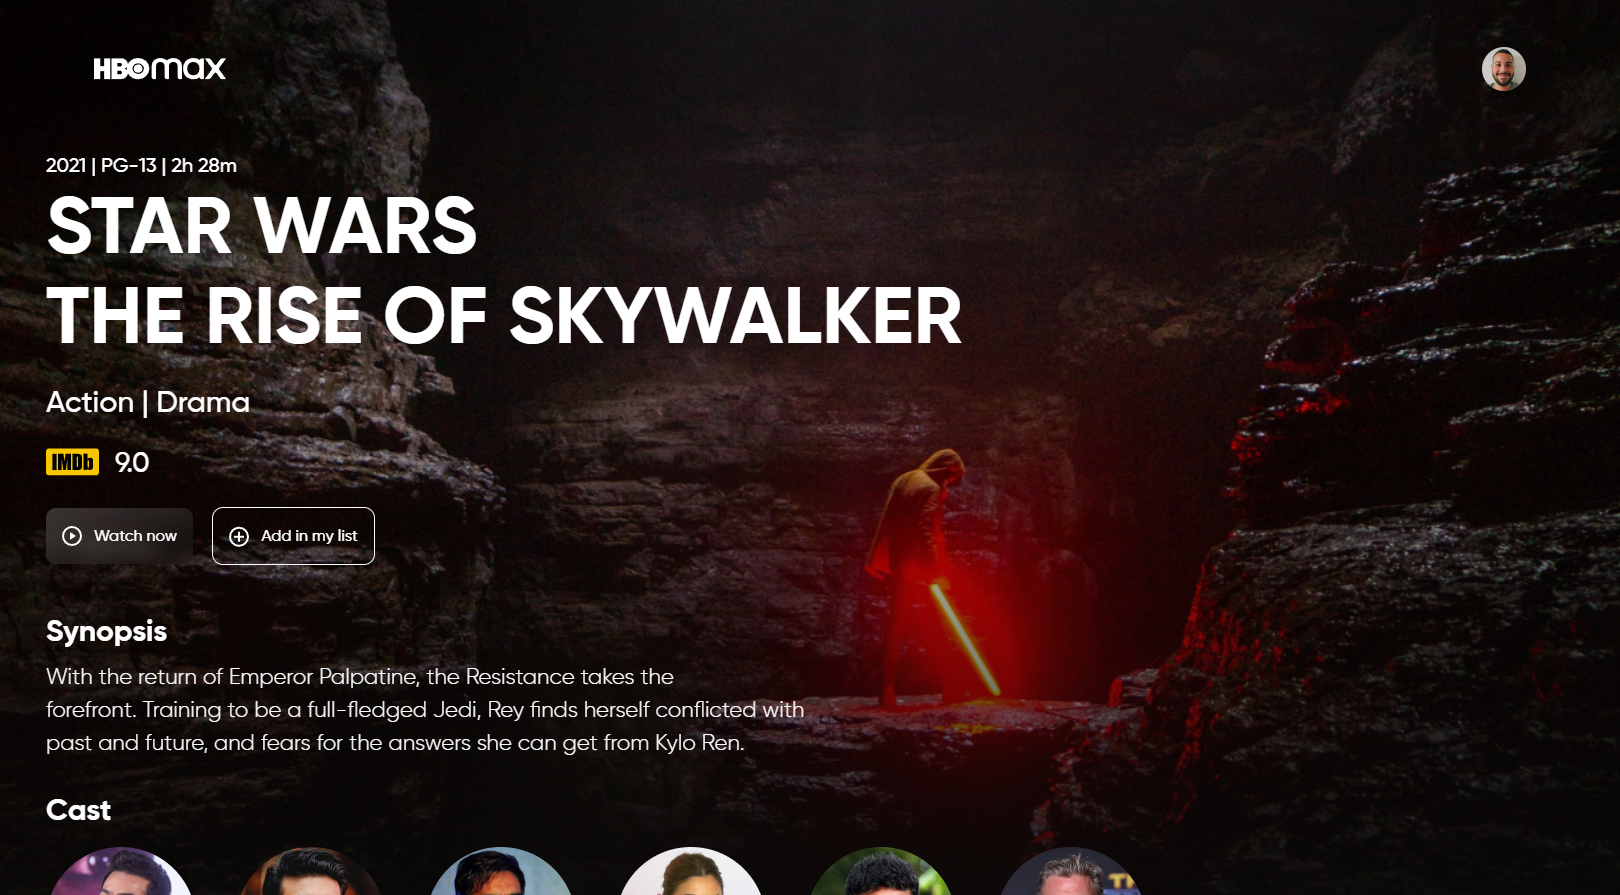 HBOmax
2021 | PG-13 | 2h 28m
STAR WARS
THE RISE OF SKYWALKER
Action | Drama
IMDb 9.0
Watch now
Add in my list
Synopsis
With the return of Emperor Palpatine, the Resistance takes the
forefront. Training to be a full-fledged Jedi, Rey finds herself conflicted with
past and future, and fears for the answers she can get from Kylo Ren.
Cast